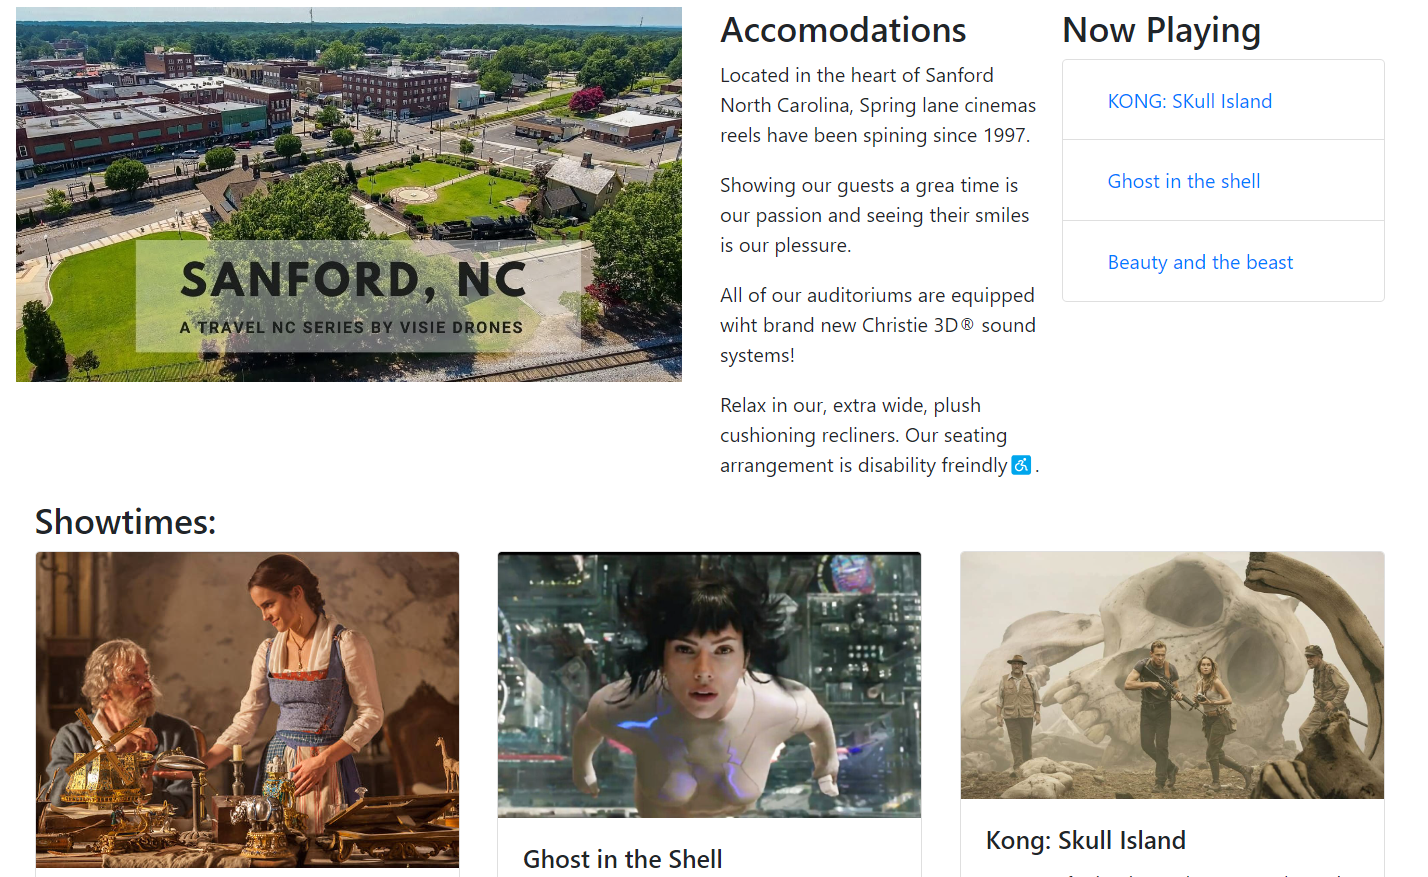 SANFORD, NC
A TRAVEL NC SERIES BY VISIE DRONES
Accomodations
Located in the heart of Sanford
North Carolina, Spring lane cinemas
reels have been spining since 1997.
Showing our guests a grea time is
our passion and seeing their smiles
is our plessure.
All of our auditoriums are equipped
wiht brand new Christie 3D® sound
systems!
Relax in our, extra wide, plush
cushioning recliners. Our seating
arrangement is disability freindly♿ .
Now Playing
KONG: SKull Island
Ghost in the shell
Beauty and the beast
Showtimes:
Ghost in the Shell
Kong: Skull Island